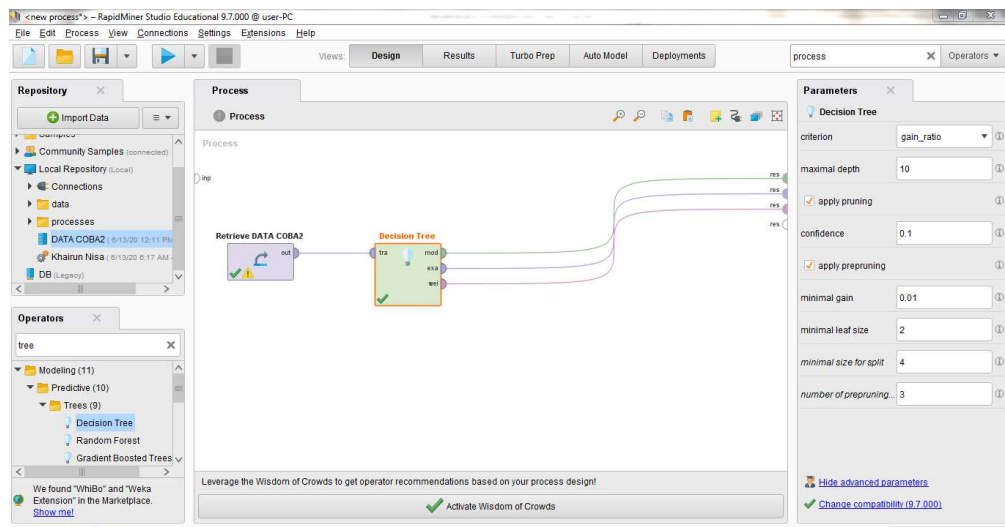 <new process*> – RapidMiner Studio Educational 9.7.000 @ user-PC
File Edit Process View Connections Settings Extensions Help
Views: Design Results Turbo Prep Auto Model Deployments
process
Operators
Repository
Import Data
Samples
Community Samples (connected)
Local Repository (Local)
Connections
data
processes
DATA COBA2 ( 6/13/20 12:11 PM
Khairun Nisa ( 6/13/20 6:17 AM
DB (Legacy)
Operators
tree
Modeling (11)
Predictive (10)
Trees (9)
Decision Tree
Random Forest
Gradient Boosted Trees
We found "WhiBo" and "Weka
Extension" in the Marketplace.
Show me!
Process
Process
Process
inp
res
res
res
res
Retrieve DATA COBA2
out
Decision Tree
tra
mod
exa
wei
Leverage the Wisdom of Crowds to get operator recommendations based on your process design!
Activate Wisdom of Crowds
Parameters
Decision Tree
criterion gain_ratio
maximal depth 10
apply pruning
confidence 0.1
apply prepruning
minimal gain 0.01
minimal leaf size 2
minimal size for split 4
number of prepruning... 3
Hide advanced parameters
Change compatibility (9.7.000)